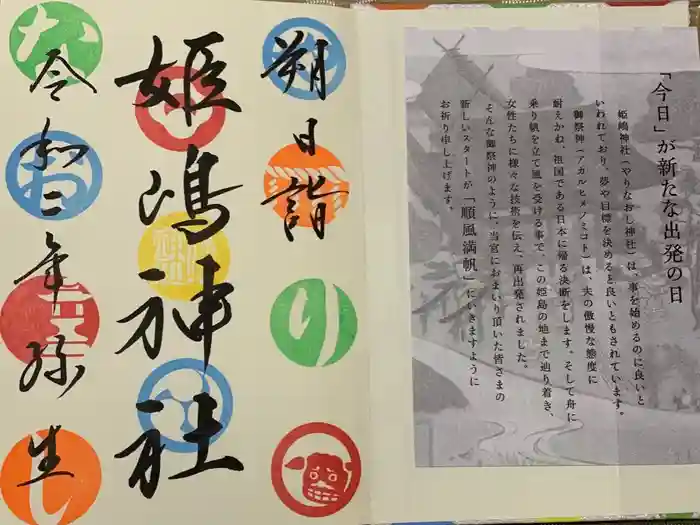 「今日」が新たな出発の日
姫嶋神社(やりなおし神社)は、事を始めるのに良いと
いわれており、夢や目標を決めると良いともされています。
御祭神(アカルヒメノミコト)は、夫の傲慢な態度に
耐えかね、祖国である日本に帰る決断をします。そして舟に
乗り帆を立て風を受ける事で、この姫島の地まで辿り着き、
女性たちに様々な技術を伝え、再出発されました。
そんな御祭神のように、当宮におまいり頂いた皆さまの
新しいスタートが「順風満帆」にいきますように
お祈り申し上げます。
朔日詣
り
姫嶋神社
令和二年弥生
な
お
し